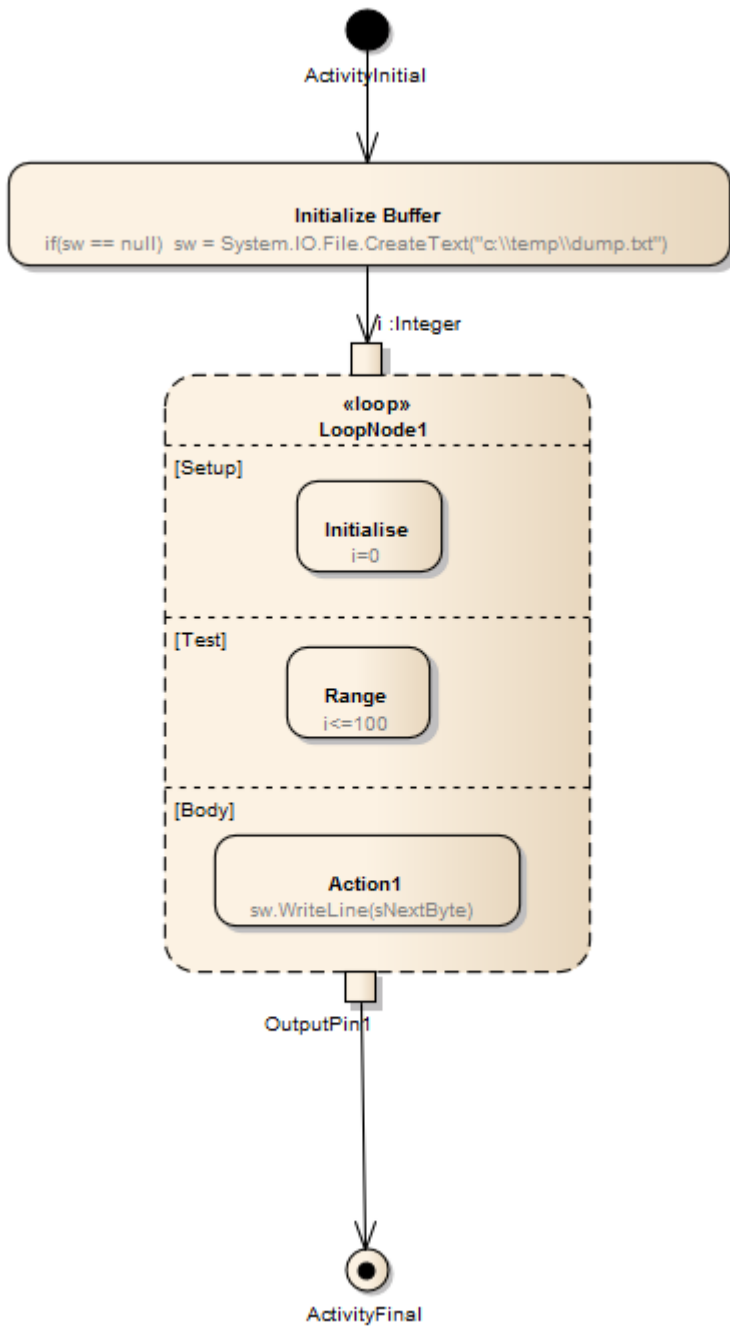 ActivityInitial
Initialize Buffer
if(sw == null)  sw = System.IO.File.CreateText("c:\\temp\\dump.txt")
i :Integer
«loop»
LoopNode1
[Setup]
Initialise
i=0
[Test]
Range
i<=100
[Body]
Action1
sw.WriteLine(sNextByte)
OutputPin1
ActivityFinal